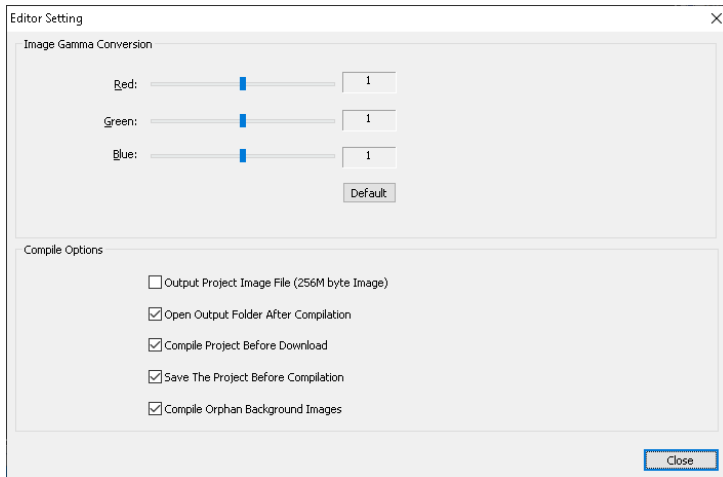 Editor Setting
Image Gamma Conversion
Red: 1
Green: 1
Blue: 1
Default
Compile Options
Output Project Image File (256M byte Image)
Open Output Folder After Compilation
Compile Project Before Download
Save The Project Before Compilation
Compile Orphan Background Images
Close